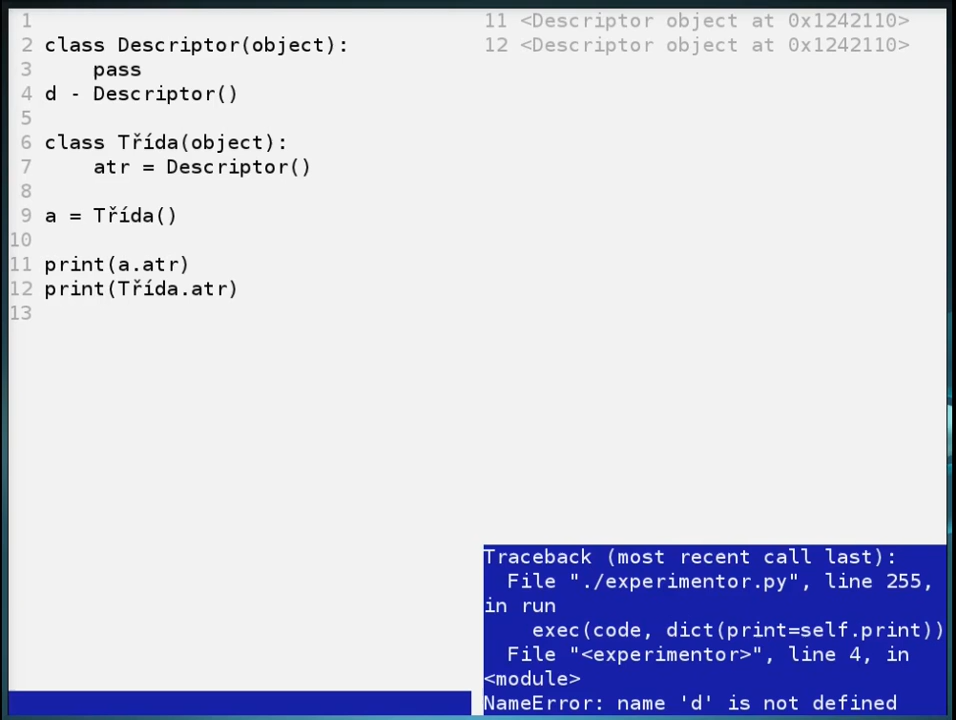 1
2 class Descriptor(object):
3     pass
4 d - Descriptor()
5
6 class Třída(object):
7     atr = Descriptor()
8
9 a = Třída()
10
11 print(a.atr)
12 print(Třída.atr)
13
11 <Descriptor object at 0x1242110>
12 <Descriptor object at 0x1242110>
Traceback (most recent call last):
  File "./experimentor.py", line 255,
in run
    exec(code, dict(print=self.print))
  File "<experimentor>", line 4, in
<module>
NameError: name 'd' is not defined